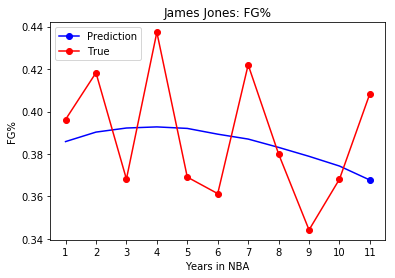 James Jones: FG%
Prediction
True
FG%
0.44
0.42
0.40
0.38
0.36
0.34
1 2 3 4 5 6 7 8 9 10 11
Years in NBA